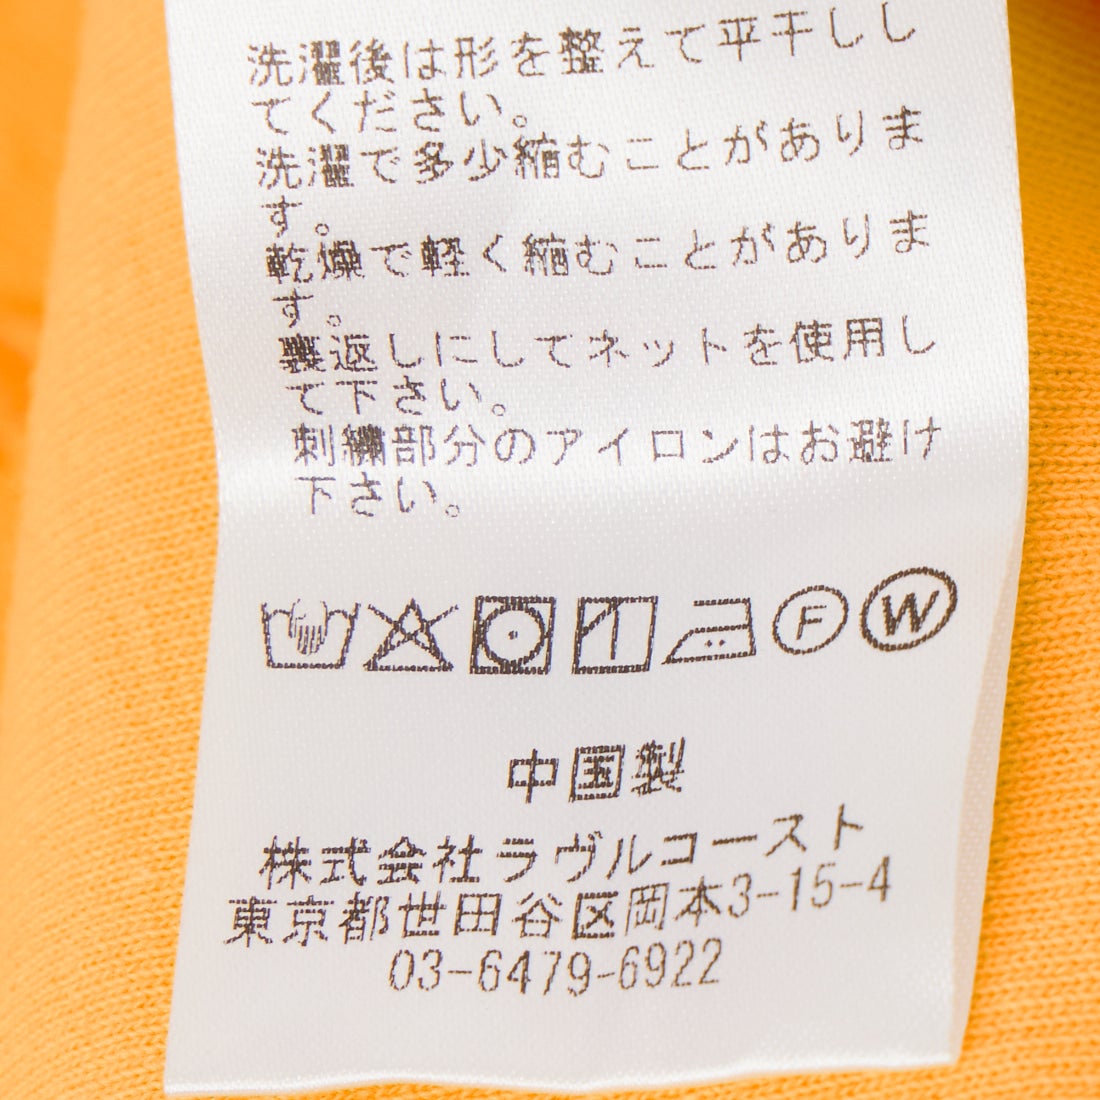 洗濯後は形を整えて平干しし
てください。
洗濯で多少縮むことがありま
す。
乾燥で軽く縮むことがありま
す。
裏返しにしてネットを使用し
て下さい。
刺繍部分のアイロンはお避け
下さい。
F W
中国製
株式会社ラヴルコースト
東京都世田谷区岡本3-15-4
03-6479-6922